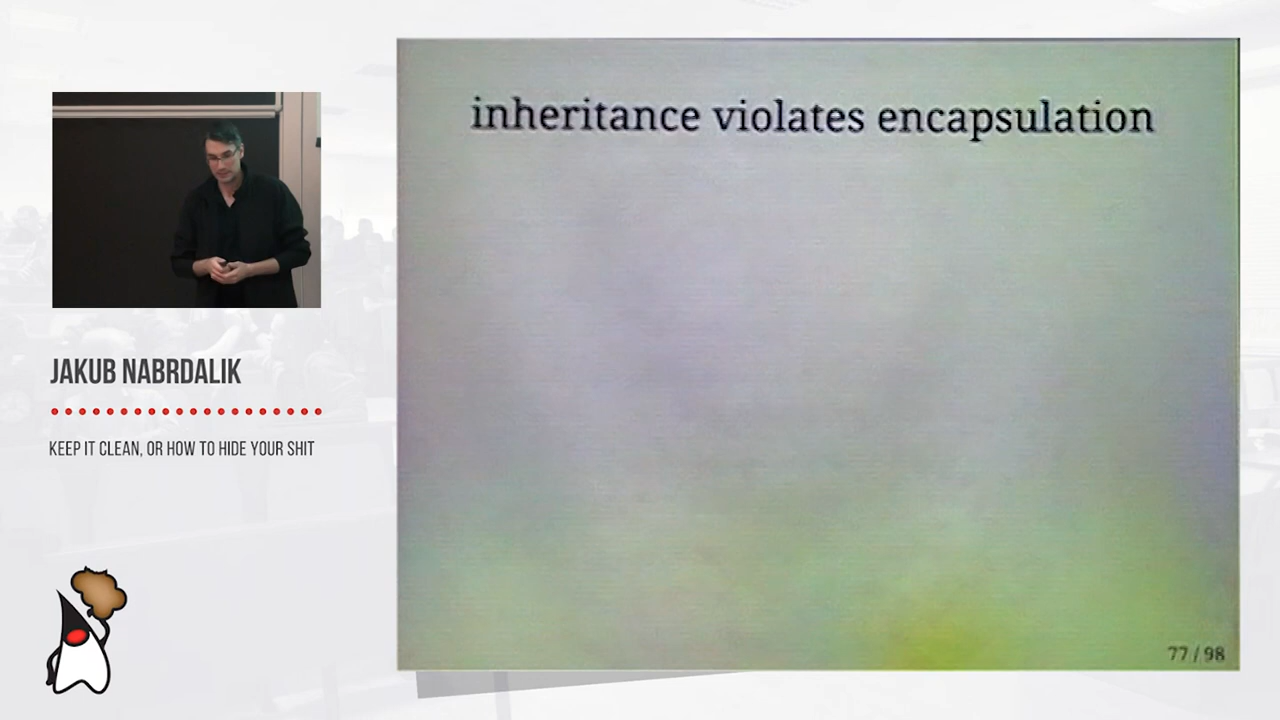 inheritance violates encapsulation
JAKUB NABRDALIK
KEEP IT CLEAN, OR HOW TO HIDE YOUR SHIT
77 / 98